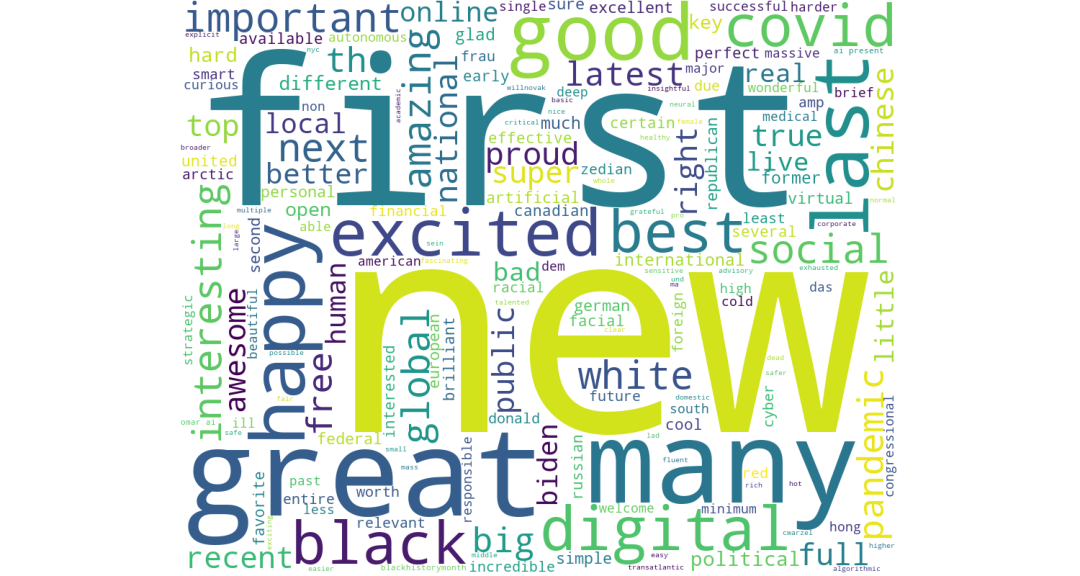 explicit
important
online
single
sure
excellent
successful
harder
key
covid
good
available
autonomous
glad
hard
nyc
thi
amazing
frau
latest
major
perfect
massive
ai present
smart
curious
different
national
early
willnovak
deep
insightful
due
real
wonderful
brief
last
chinese
first
non
academic
basic
nice
neural
amp
medical
top
local
critical
much
certain
female
true
broader
next
effective
healthy
right
republican
live
united
arctic
better
proud
super
zedian
whole
former
personal
artificial
virtual
normal
interesting
multiple
open
financial
canadian
grateful
pro
least
corporate
long
able
large
second
happy
excited
best
several
social
sein
international
american
fascinating
dem
bad
racial
sensitive
und
advisory
exhausted
ma
high
cold
das
human
new
talented
german
facial
clear
foreign
little
strategic
awesome
beautiful
possible
free
global
european
brilliant
public
interested
white
future
dead
safer
fair
domestic
south
cool
cyber
pandemic
congressional
omar ai
safe
ill
donald
federal
small
biden
lad
great
many
mass
responsible
russian
fluent
red
rich
hot
favorite
past
entire
less
worth
relevant
exciting
welcome
minimum
hong
cwarzel
higher
recent
black
big
digital
middle
easy
simple
political
full
easier
blackhistorymonth
incredible
transatlantic
algorithmic